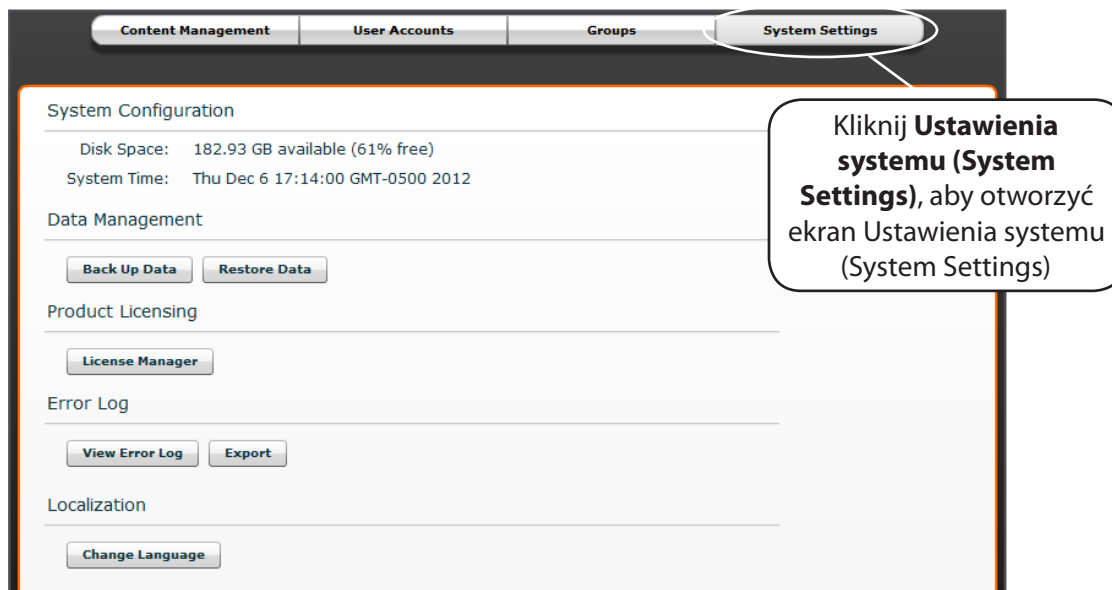 Content Management User Accounts Groups System Settings
System Configuration
Disk Space: 182.93 GB available (61% free)
System Time: Thu Dec 6 17:14:00 GMT-0500 2012
Data Management
Back Up Data Restore Data
Product Licensing
License Manager
Error Log
View Error Log Export
Localization
Change Language
Kliknij Ustawienia
systemu (System
Settings), aby otworzyć
ekran Ustawienia systemu
(System Settings)